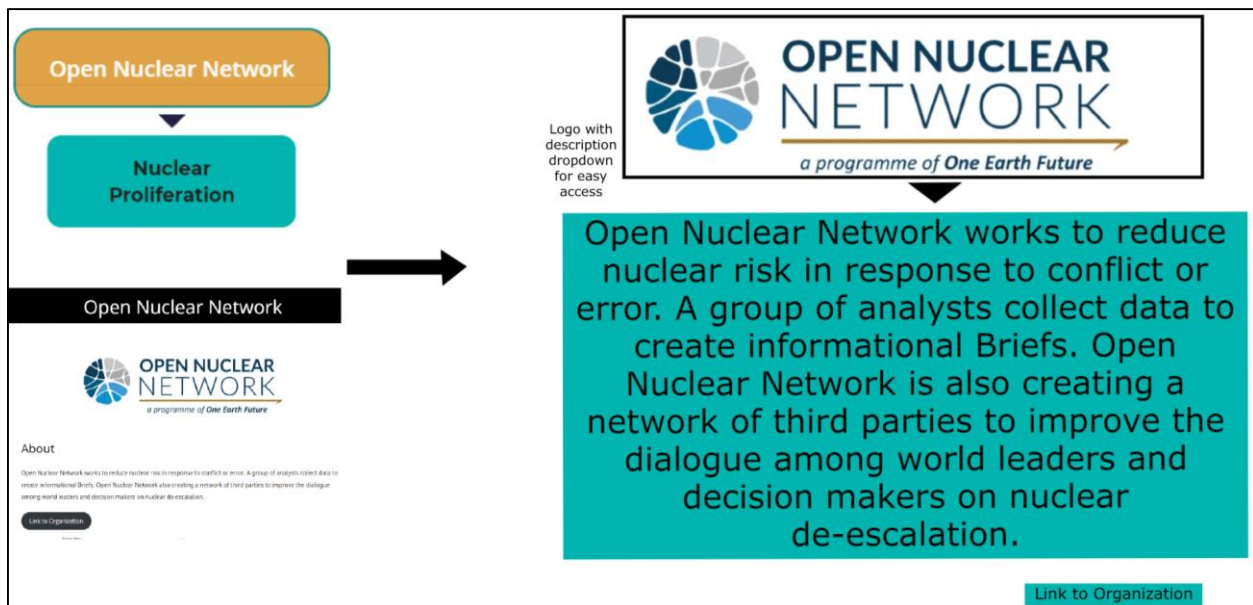 Open Nuclear Network
Nuclear
Proliferation
Open Nuclear Network
OPEN NUCLEAR
NETWORK
a programme of One Earth Future
About
Open Nuclear Network works to reduce nuclear risk in response to conflict or error. A group of analysts collect data to
create informational Briefs. Open Nuclear Network also creating a network of third parties to improve the dialogue
among world leaders and decision makers on nuclear de-escalation.
Link to Organization
Logo with
description
dropdown
for easy
access
OPEN NUCLEAR
NETWORK
a programme of One Earth Future
Open Nuclear Network works to reduce
nuclear risk in response to conflict or
error. A group of analysts collect data to
create informational Briefs. Open
Nuclear Network is also creating a
network of third parties to improve the
dialogue among world leaders and
decision makers on nuclear
de-escalation.
Link to Organization